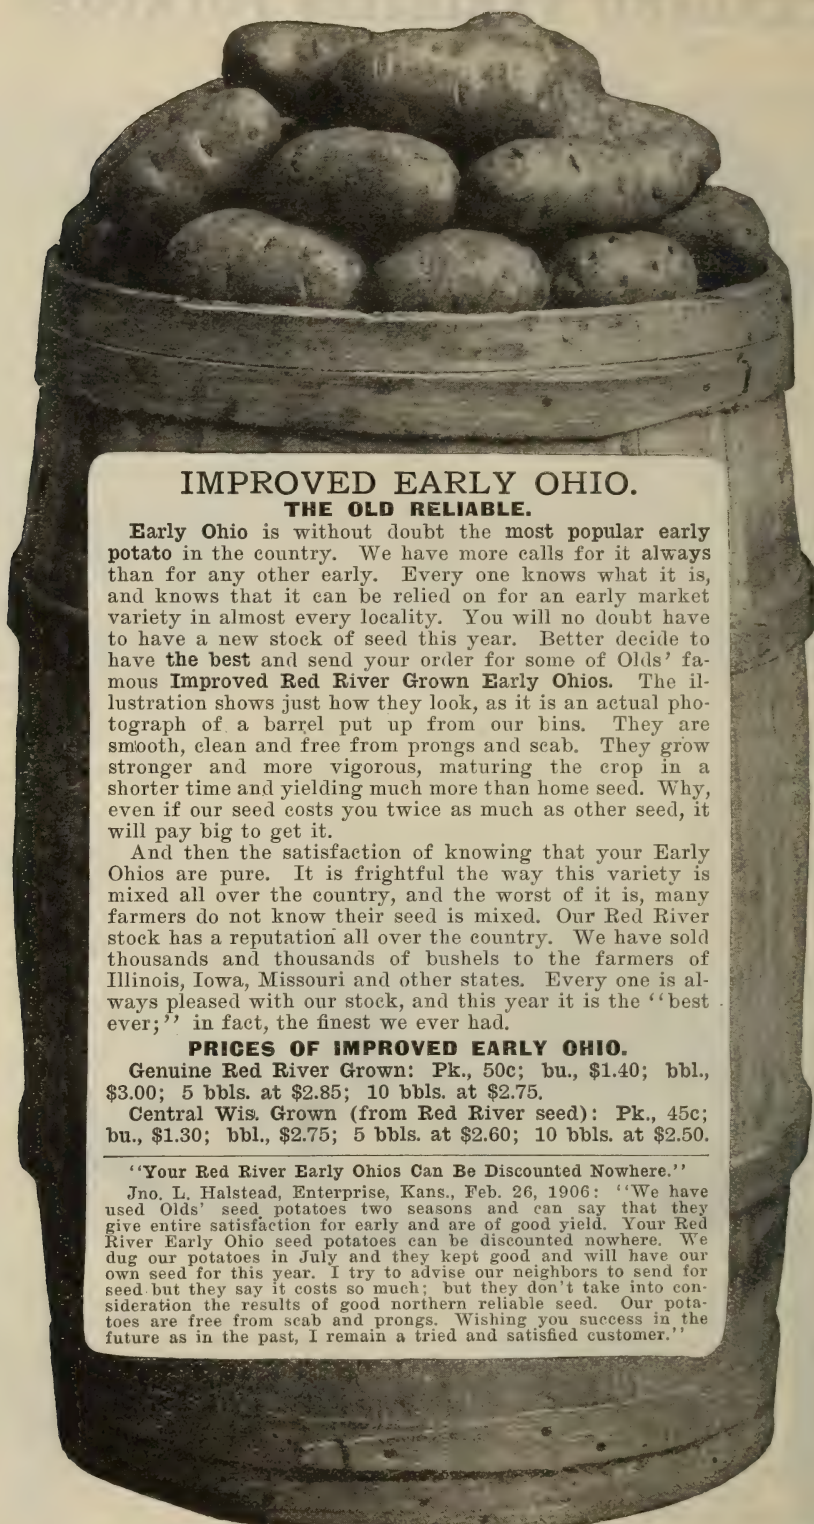 IMPROVED EARLY OHIO.
THE OLD RELIABLE.
Early Ohio is without doubt the most popular early
potato in the country. We have more calls for it always
than for any other early. Every one knows what it is,
and knows that it can be relied on for an early market
variety in almost every locality. You will no doubt have
to have a new stock of seed this year. Better decide to
have the best and send your order for some of Olds' fa-
mous Improved Red River Grown Early Ohios. The il-
lustration shows just how they look, as it is an actual pho-
tograph of a barrel put up from our bins. They are
smooth, clean and free from prongs and scab. They grow
stronger and more vigorous, maturing the crop in a
shorter time and yielding much more than home seed. Why,
even if our seed costs you twice as much as other seed, it
will pay big to get it.
And then the satisfaction of knowing that your Early
Ohios are pure. It is frightful the way this variety is
mixed all over the country, and the worst of it is, many
farmers do not know their seed is mixed. Our Red River
stock has a reputation all over the country. We have sold
thousands and thousands of bushels to the farmers of
Illinois, Iowa, Missouri and other states. Every one is al-
ways pleased with our stock, and this year it is the ''best
ever;'' in fact, the finest we ever had.
PRICES OF IMPROVED EARLY OHIO.
Genuine Red River Grown: Pk., 50c; bu., $1.40; bbl.,
$3.00; 5 bbls. at $2.85; 10 bbls. at $2.75.
Central Wis. Grown (from Red River seed): Pk., 45c;
bu., $1.30; bbl., $2.75; 5 bbls. at $2.60; 10 bbls. at $2.50.
''Your Red River Early Ohios Can Be Discounted Nowhere.''
Jno. L. Halstead, Enterprise, Kans., Feb. 26, 1906: ''We have
used Olds' seed potatoes two seasons and can say that they
give entire satisfaction for early and are of good yield. Your Red
River Early Ohio seed potatoes can be discounted nowhere. We
dug our potatoes in July and they kept good and will have our
own seed for this year. I try to advise our neighbors to send for
seed but they say it costs so much; but they don't take into con-
sideration the results of good northern reliable seed. Our pota-
toes are free from scab and prongs. Wishing you success in the
future as in the past, I remain a tried and satisfied customer.''